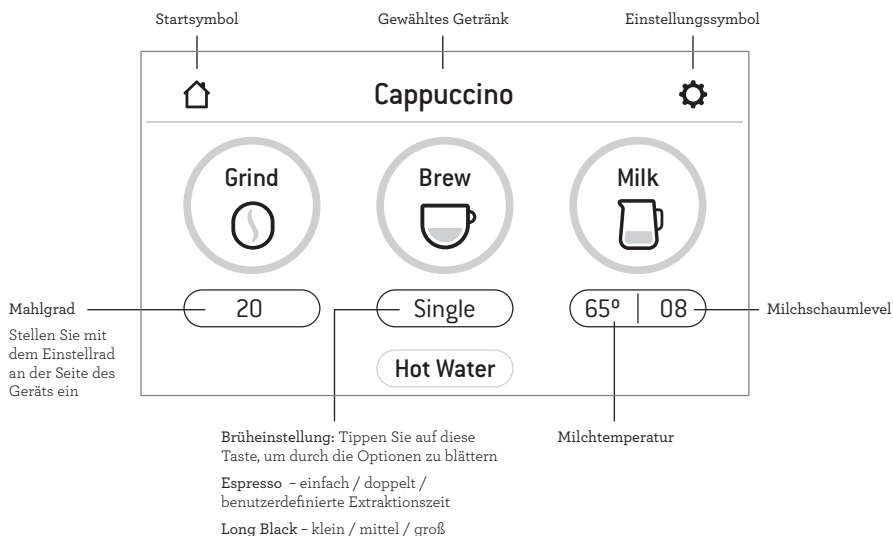 Startsymbol
Gewähltes Getränk
Einstellungssymbol
Cappuccino
Grind
Brew
Milk
Mahlgrad
20
Single
65º | 08
Milchschaumlevel
Stellen Sie mit
dem Einstellrad
an der Seite des
Geräts ein
Hot Water
Brüheinstellung: Tippen Sie auf diese
Taste, um durch die Optionen zu blättern
Espresso – einfach / doppelt /
benutzerdefinierte Extraktionszeit
Long Black – klein / mittel / groß
Milchtemperatur